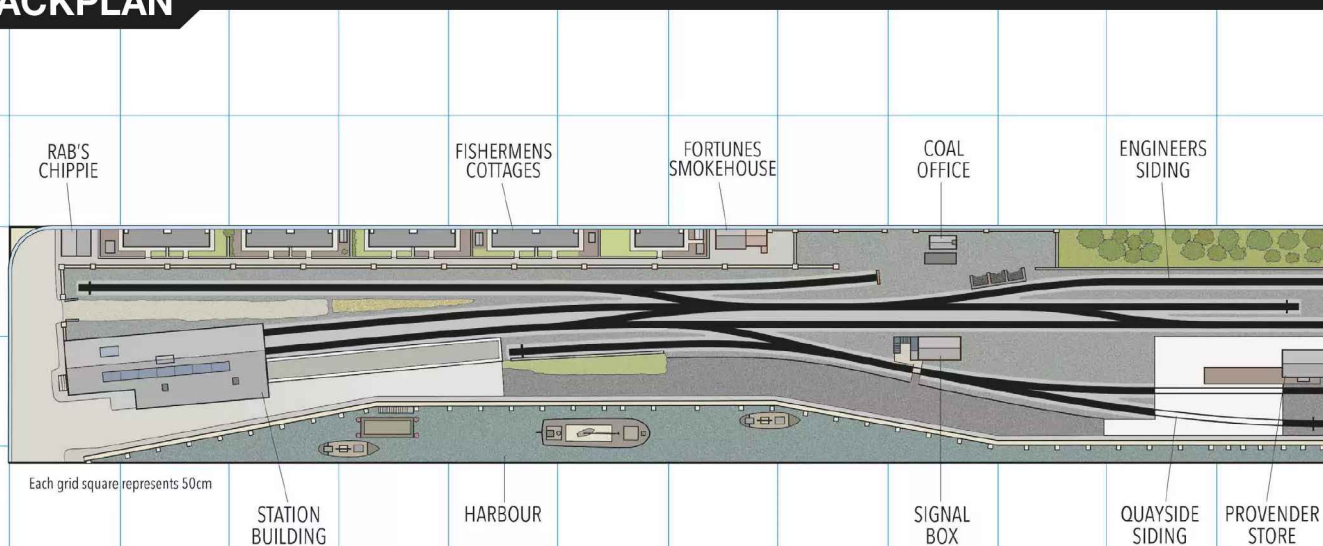 RAB'S
CHIPPIE
FISHERMENS
COTTAGES
FORTUNES
SMOKEHOUSE
COAL
OFFICE
ENGINEERS
SIDING
Each grid square represents 50cm
STATION
BUILDING
HARBOUR
SIGNAL
BOX
QUAYSIDE
SIDING
PROVENDER
STORE